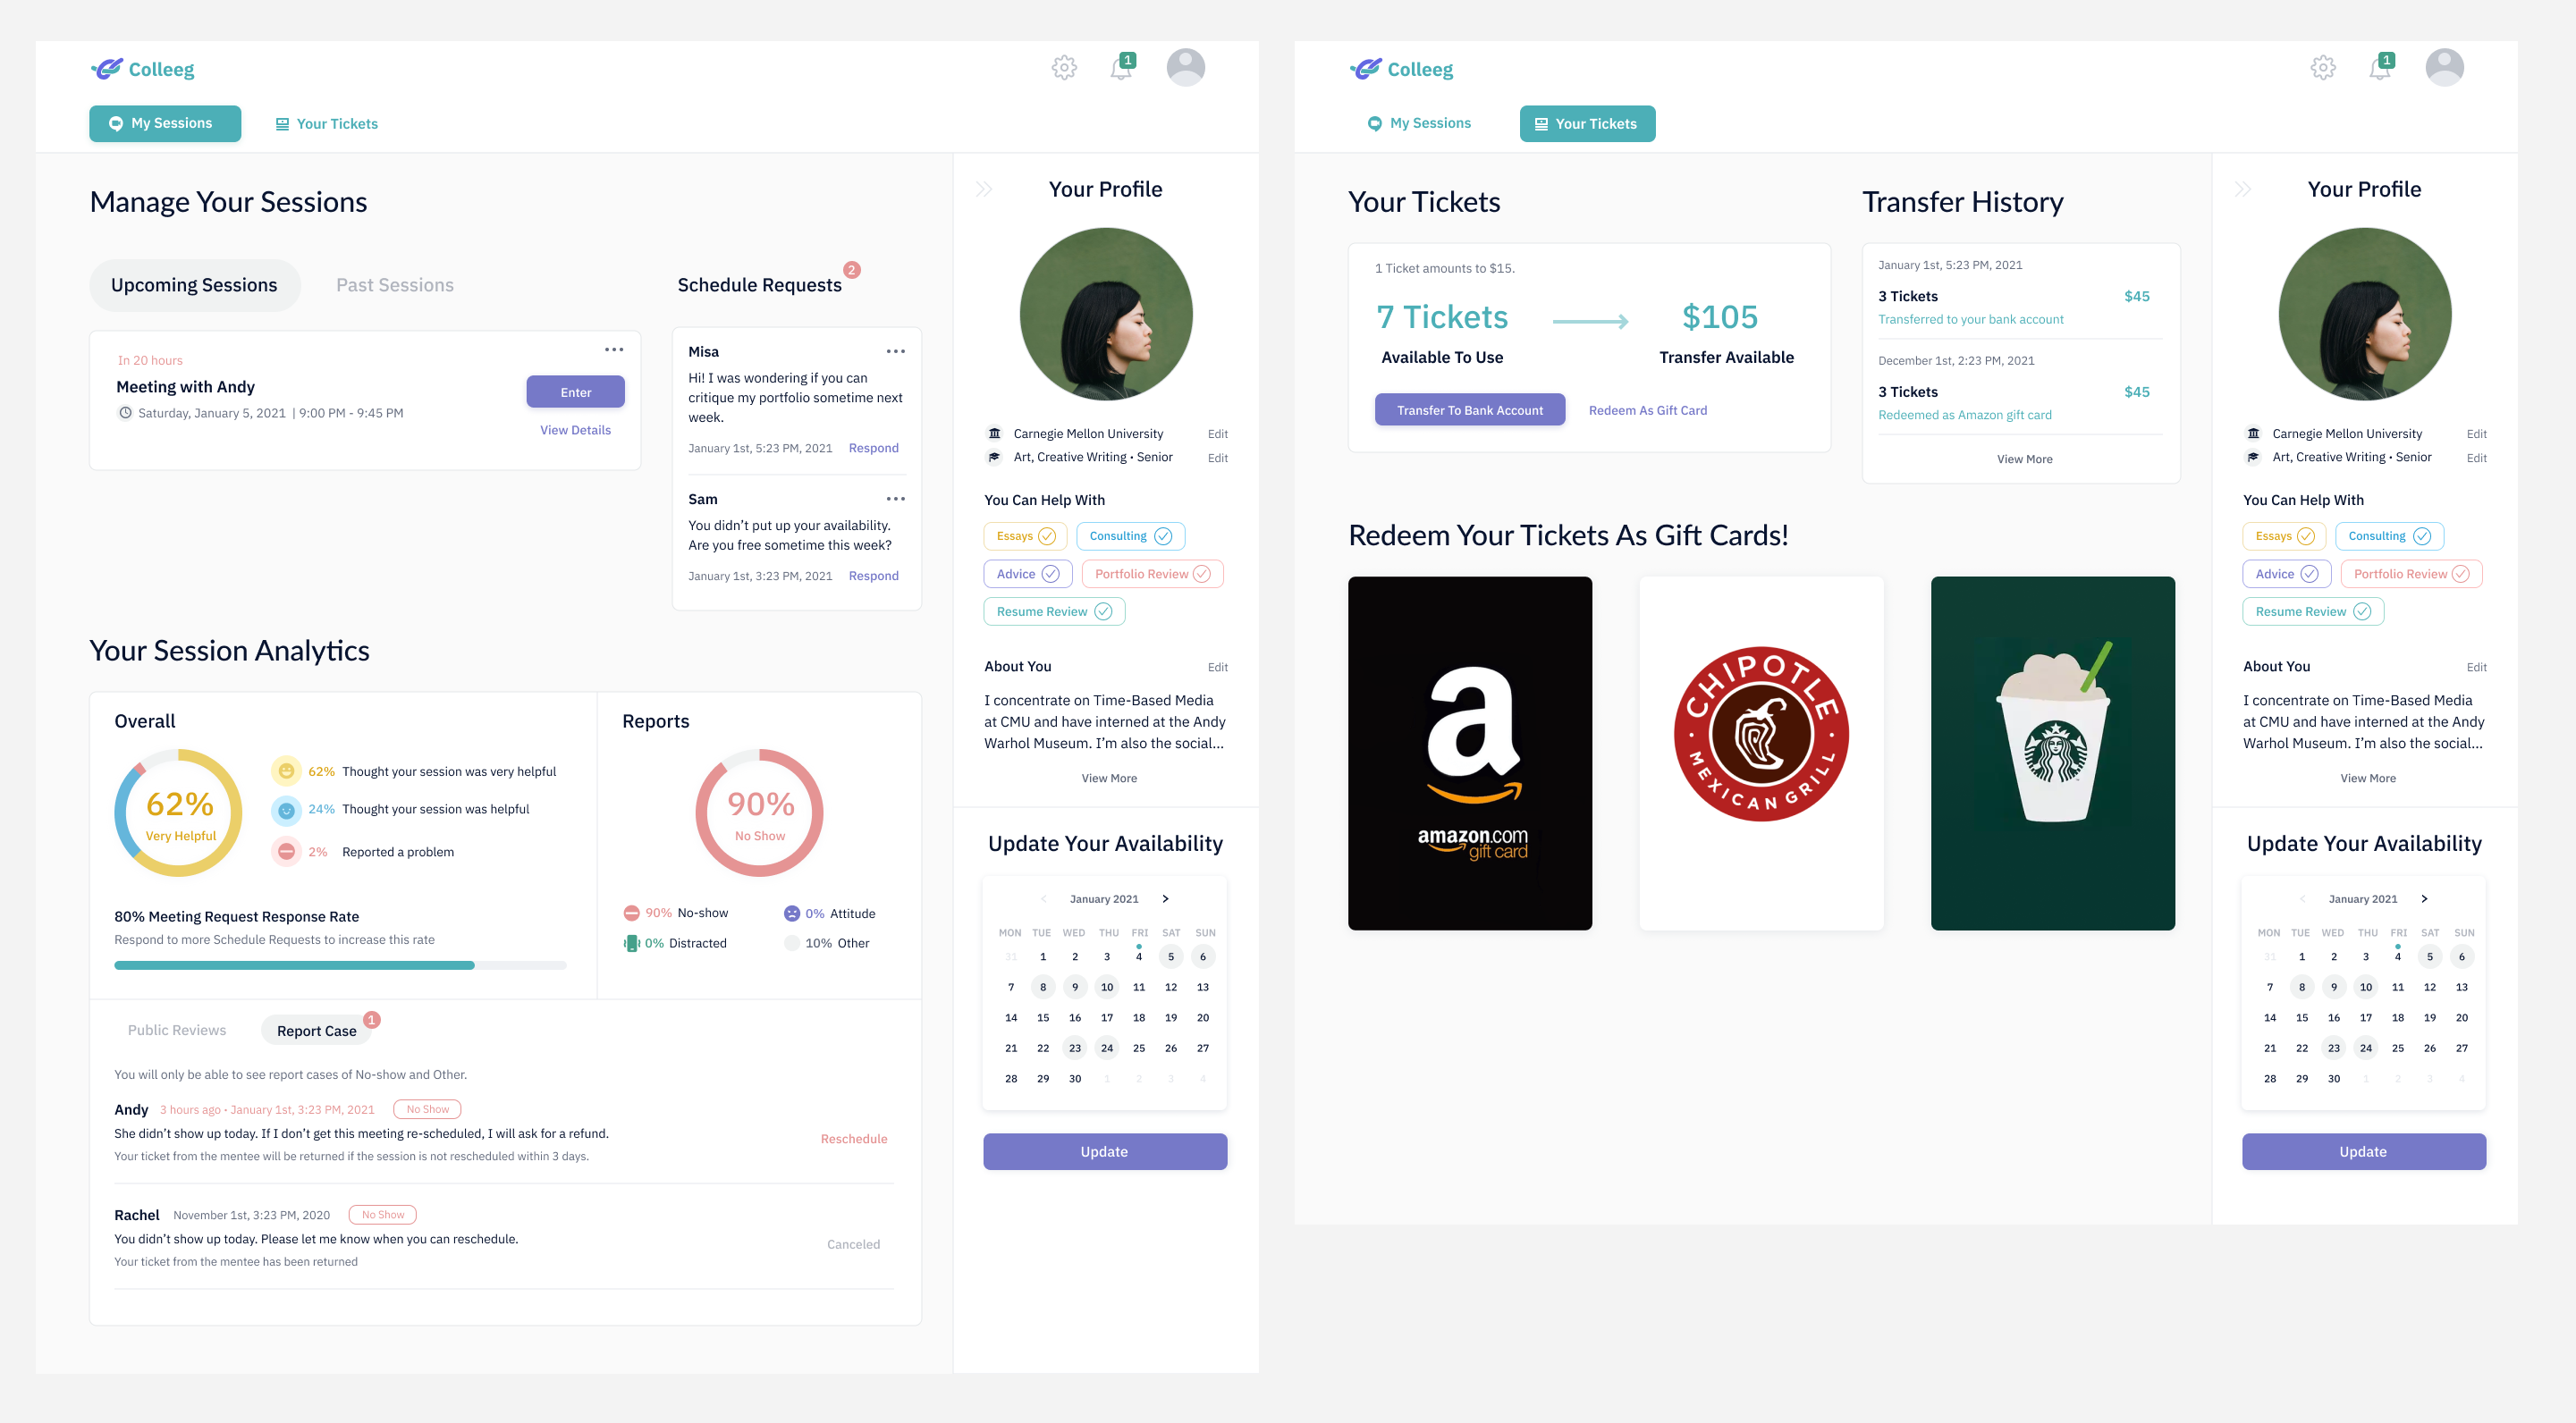 Colleeg
1
My Sessions
Your Tickets
Manage Your Sessions
Upcoming Sessions
Past Sessions
In 20 hours
Meeting with Andy
Saturday, January 5, 2021 | 9:00 PM - 9:45 PM
Enter
View Details
Schedule Requests
2
Misa
Hi! I was wondering if you can
critique my portfolio sometime next
week.
January 1st, 5:23 PM, 2021 Respond
Sam
You didn’t put up your availability.
Are you free sometime this week?
January 1st, 3:23 PM, 2021 Respond
Your Session Analytics
Overall
62%
Very Helpful
62% Thought your session was very helpful
24% Thought your session was helpful
2% Reported a problem
80% Meeting Request Response Rate
Respond to more Schedule Requests to increase this rate
Reports
90%
No Show
90% No-show
0% Attitude
0% Distracted
10% Other
Public Reviews
Report Case
1
You will only be able to see report cases of No-show and Other.
Andy 3 hours ago • January 1st, 3:23 PM, 2021 No Show
She didn’t show up today. If I don’t get this meeting re-scheduled, I will ask for a refund.
Your ticket from the mentee will be returned if the session is not rescheduled within 3 days.
Reschedule
Rachel November 1st, 3:23 PM, 2020 No Show
You didn’t show up today. Please let me know when you can reschedule.
Your ticket from the mentee has been returned
Canceled
Your Profile
Carnegie Mellon University Edit
Art, Creative Writing • Senior Edit
You Can Help With
Essays
Consulting
Advice
Portfolio Review
Resume Review
About You Edit
I concentrate on Time-Based Media
at CMU and have interned at the Andy
Warhol Museum. I’m also the social...
View More
Update Your Availability
< January 2021 >
MON TUE WED THU FRI SAT SUN
31 1 2 3 4 5 6
7 8 9 10 11 12 13
14 15 16 17 18 19 20
21 22 23 24 25 26 27
28 29 30 1 2 3 4
Update
Colleeg
1
My Sessions
Your Tickets
Your Tickets
1 Ticket amounts to $15.
7 Tickets
Available To Use
$105
Transfer Available
Transfer To Bank Account
Redeem As Gift Card
Transfer History
January 1st, 5:23 PM, 2021
3 Tickets $45
Transferred to your bank account
December 1st, 2:23 PM, 2021
3 Tickets $45
Redeemed as Amazon gift card
View More
Redeem Your Tickets As Gift Cards!
a
amazon.com
gift card
CHIPOTLE
MEXICAN GRILL
Your Profile
Carnegie Mellon University Edit
Art, Creative Writing • Senior Edit
You Can Help With
Essays
Consulting
Advice
Portfolio Review
Resume Review
About You Edit
I concentrate on Time-Based Media
at CMU and have interned at the Andy
Warhol Museum. I’m also the social...
View More
Update Your Availability
< January 2021 >
MON TUE WED THU FRI SAT SUN
31 1 2 3 4 5 6
7 8 9 10 11 12 13
14 15 16 17 18 19 20
21 22 23 24 25 26 27
28 29 30 1 2 3 4
Update